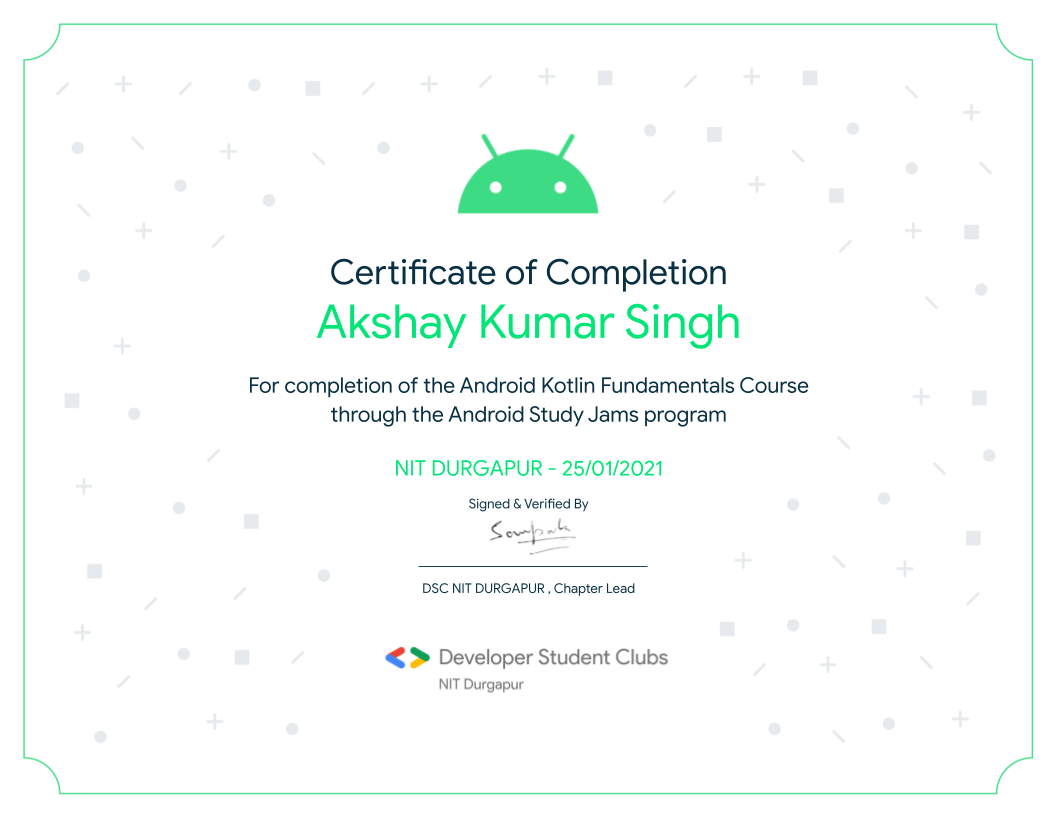 Certificate of Completion
Akshay Kumar Singh
For completion of the Android Kotlin Fundamentals Course
through the Android Study Jams program
NIT DURGAPUR - 25/01/2021
Signed & Verified By
DSC NIT DURGAPUR , Chapter Lead
Developer Student Clubs
NIT Durgapur